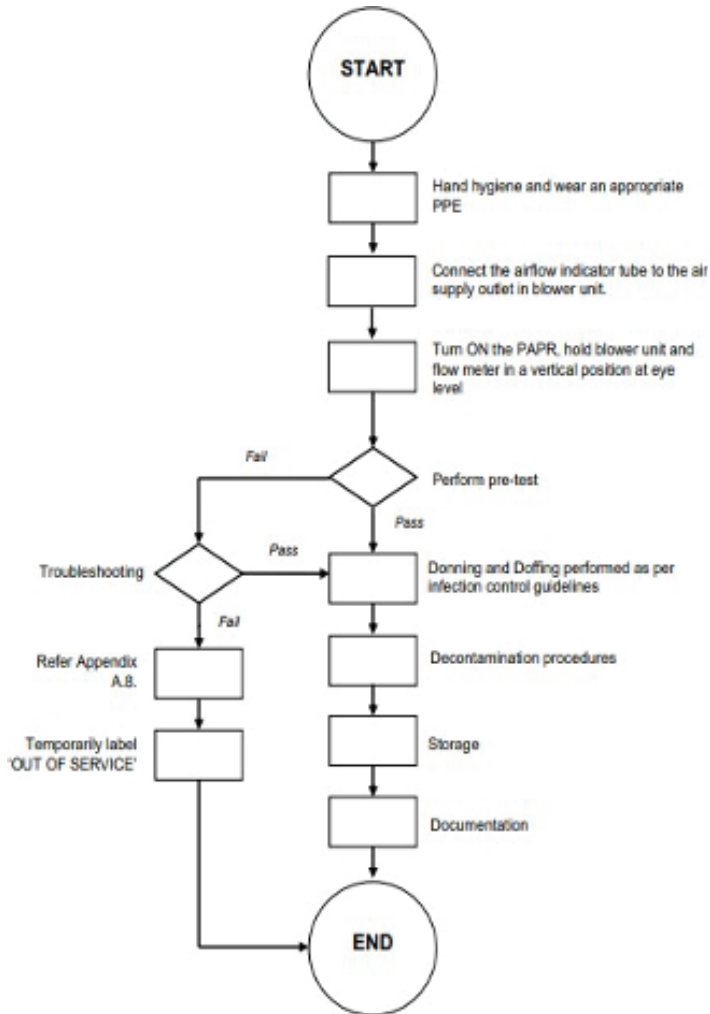 START
Hand hygiene and wear an appropriate
PPE
Connect the airflow indicator tube to the air
supply outlet in blower unit.
Turn ON the PAPR, hold blower unit and
flow meter in a vertical position at eye
level
Fail
Perform pre-test
Pass
Troubleshooting
Pass
Donning and Doffing performed as per
infection control guidelines
Fail
Refer Appendix
A.8.
Decontamination procedures
Temporarily label
'OUT OF SERVICE'
Storage
Documentation
END